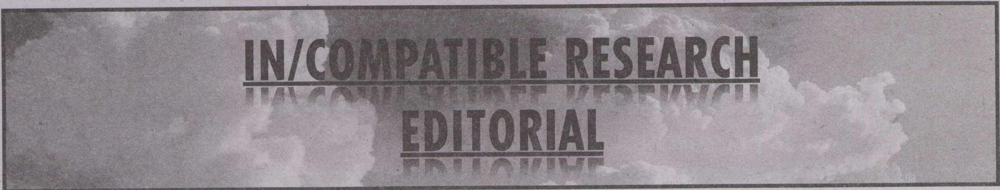 IN/COMPATIBLE RESEARCH
EDITORIAL